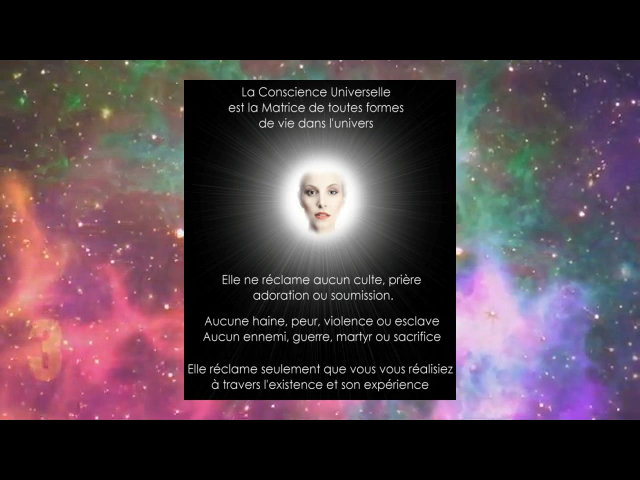 La Conscience Universelle
est la Matrice de toutes formes
de vie dans l'univers
Elle ne réclame aucun culte, prière
adoration ou soumission.
Aucune haine, peur, violence ou esclave
Aucun ennemi, guerre, martyr ou sacrifice
Elle réclame seulement que vous vous réalisiez
à travers l'existence et son expérience
3